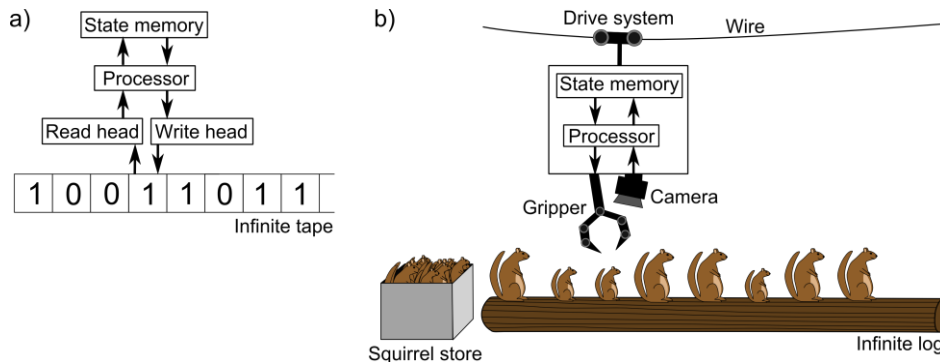 a)
State memory
Processor
Read head
Write head
1 0 0 1 1 0 1 1
Infinite tape
b)
Drive system
Wire
State memory
Processor
Gripper
Camera
Squirrel store
Infinite log